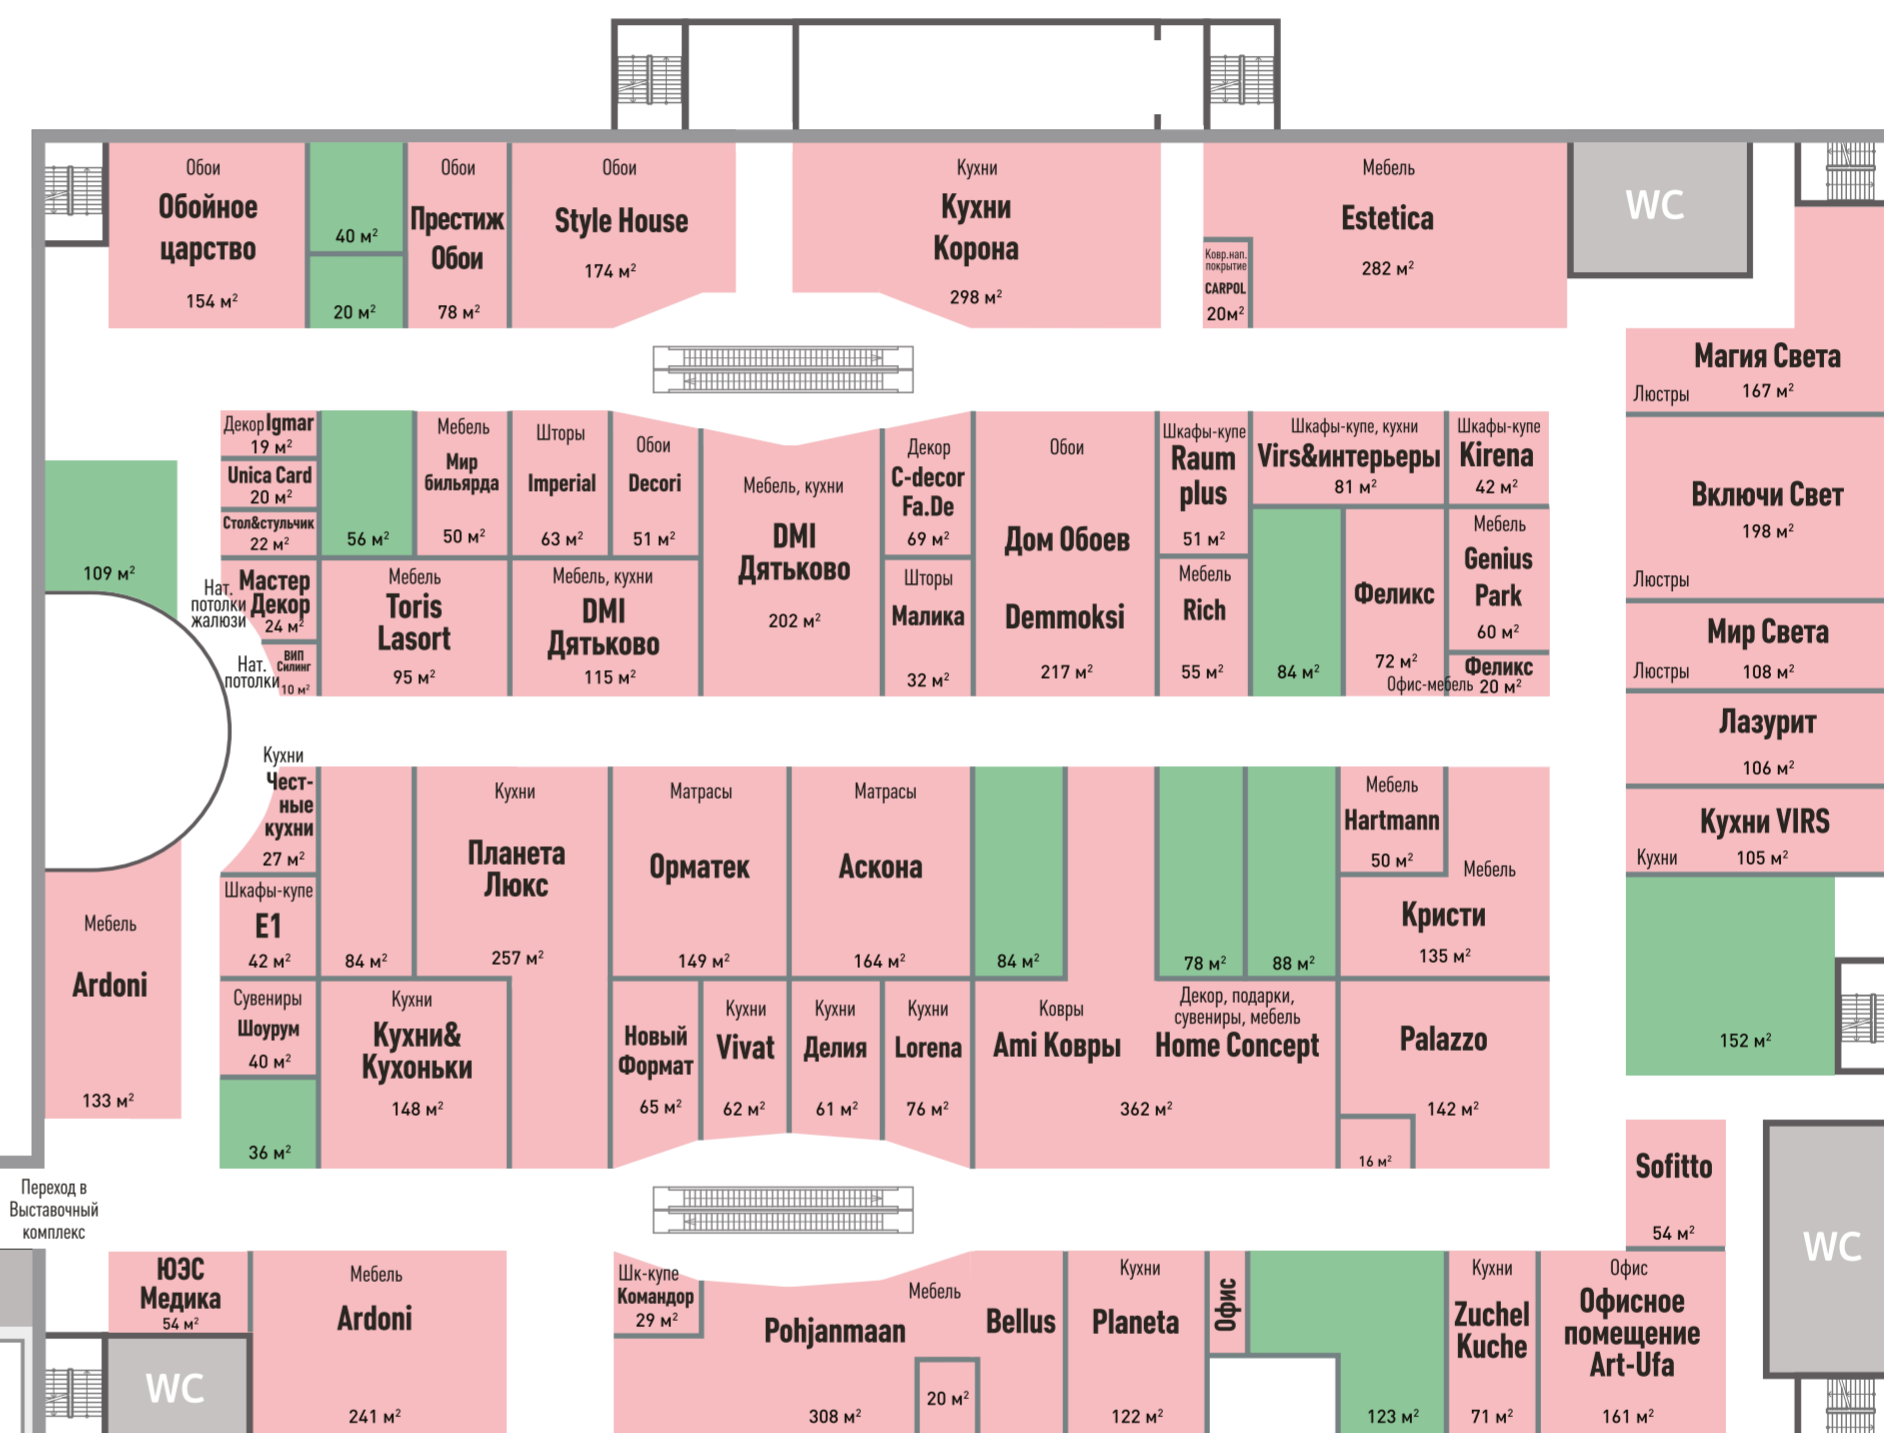 Обои
Обойное
царство
154 м²
40 м²
20 м²
Обои
Престиж
Обои
78 м²
Обои
Style House
174 м²
Кухни
Кухни
Корона
298 м²
Мебель
Estetica
282 м²
Ковр.нап.
покрытие
CARPOL
20м²
WC
Магия Света
Люстры 167 м²
Включи Свет
198 м²
Люстры
Мир Света
Люстры 108 м²
Лазурит
106 м²
Кухни VIRS
Кухни 105 м²
152 м²
109 м²
Декор Igmar
19 м²
Unica Card
20 м²
Стол&стульчик
22 м²
Нат.
потолки
жалюзи
Мастер
Декор
24 м²
Нат.
потолки
ВИП
Силинг
10 м²
56 м²
Мебель
Мир
бильярда
50 м²
Шторы
Imperial
63 м²
Обои
Decori
51 м²
Мебель
Toris
Lasort
95 м²
Мебель, кухни
DMI
Дятьково
115 м²
Мебель, кухни
DMI
Дятьково
202 м²
Декор
C-decor
Fa.De
69 м²
Шторы
Малика
32 м²
Обои
Дом Обоев
Demmoksi
217 м²
Шкафы-купе
Raum
plus
51 м²
Мебель
Rich
55 м²
Шкафы-купе, кухни
Virs&интерьеры
81 м²
Шкафы-купе
Kirena
42 м²
84 м²
Феликс
72 м²
Офис-мебель
Мебель
Genius
Park
60 м²
Феликс
20 м²
Кухни
Чест-
ные
кухни
27 м²
Шкафы-купе
E1
42 м²
84 м²
Кухни
Планета
Люкс
257 м²
Матрасы
Орматек
149 м²
Матрасы
Аскона
164 м²
84 м²
78 м²
88 м²
Мебель
Hartmann
50 м²
Мебель
Кристи
135 м²
Мебель
Ardoni
133 м²
Сувениры
Шоурум
40 м²
36 м²
Кухни
Кухни&
Кухоньки
148 м²
Новый
Формат
65 м²
Кухни
Vivat
62 м²
Кухни
Делия
61 м²
Кухни
Lorena
76 м²
Ковры
Ami Ковры
Декор, подарки,
сувениры, мебель
Home Concept
362 м²
Palazzo
142 м²
16 м²
Sofitto
54 м²
WC
Переход в
Выставочный
комплекс
ЮЭС
Медика
54 м²
WC
Мебель
Ardoni
241 м²
Шк-купе
Командор
29 м²
Мебель
Pohjanmaan
Bellus
308 м²
20 м²
Кухни
Planeta
122 м²
Офис
123 м²
Кухни
Zuchel
Kuche
71 м²
Офис
Офисное
помещение
Art-Ufa
161 м²